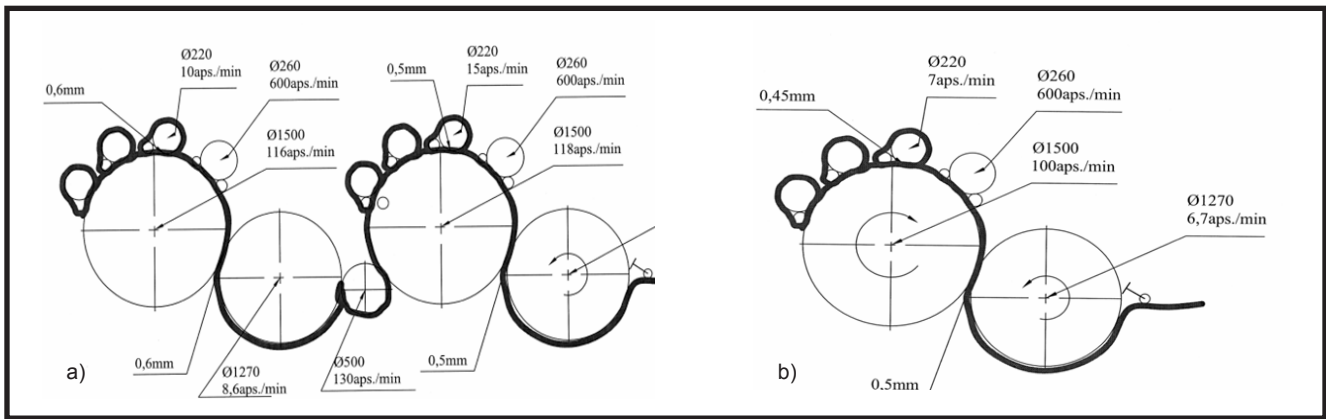 Ø220
10aps./min
Ø260
600aps./min
0,6mm
Ø1500
116aps./min
0,5mm
Ø220
15aps./min
Ø260
600aps./min
Ø1500
118aps./min
0,6mm
Ø1270
8,6aps./min
Ø500
130aps./min
0,5mm
a)
Ø220
7aps./min
Ø260
600aps./min
0,45mm
Ø1500
100aps./min
Ø1270
6,7aps./min
0.5mm
b)